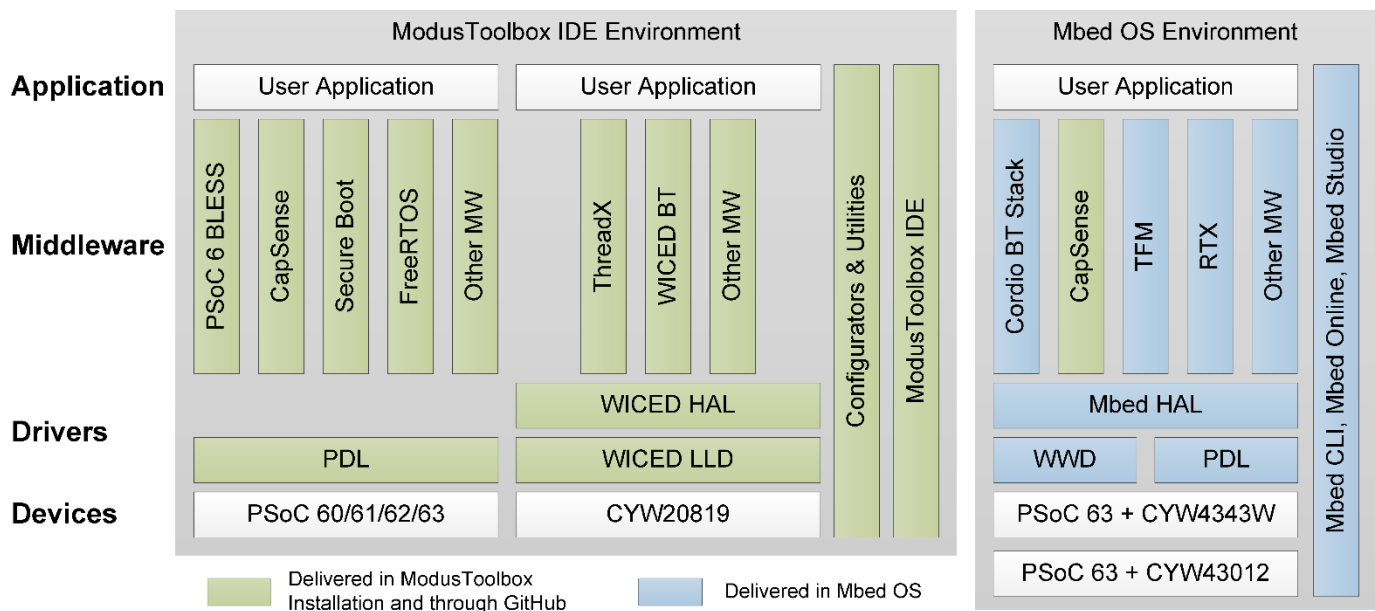 ModusToolbox IDE Environment
Mbed OS Environment
Application
User Application
User Application
User Application
Middleware
PSoC 6 BLESS
CapSense
Secure Boot
FreeRTOS
Other MW
ThreadX
WICED BT
Other MW
Configurators & Utilities
ModusToolbox IDE
Cordio BT Stack
CapSense
TFM
RTX
Other MW
Mbed CLI, Mbed Online, Mbed Studio
Drivers
WICED HAL
Mbed HAL
PDL
WICED LLD
WWD
PDL
Devices
PSoC 60/61/62/63
CYW20819
PSoC 63 + CYW4343W
PSoC 63 + CYW43012
Delivered in ModusToolbox
Installation and through GitHub
Delivered in Mbed OS